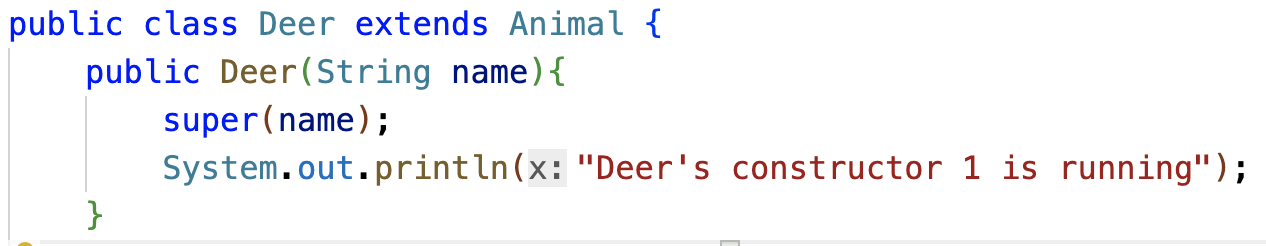 public class Deer extends Animal {
    public Deer(String name){
        super(name);
        System.out.println(x:"Deer's constructor 1 is running");
    }